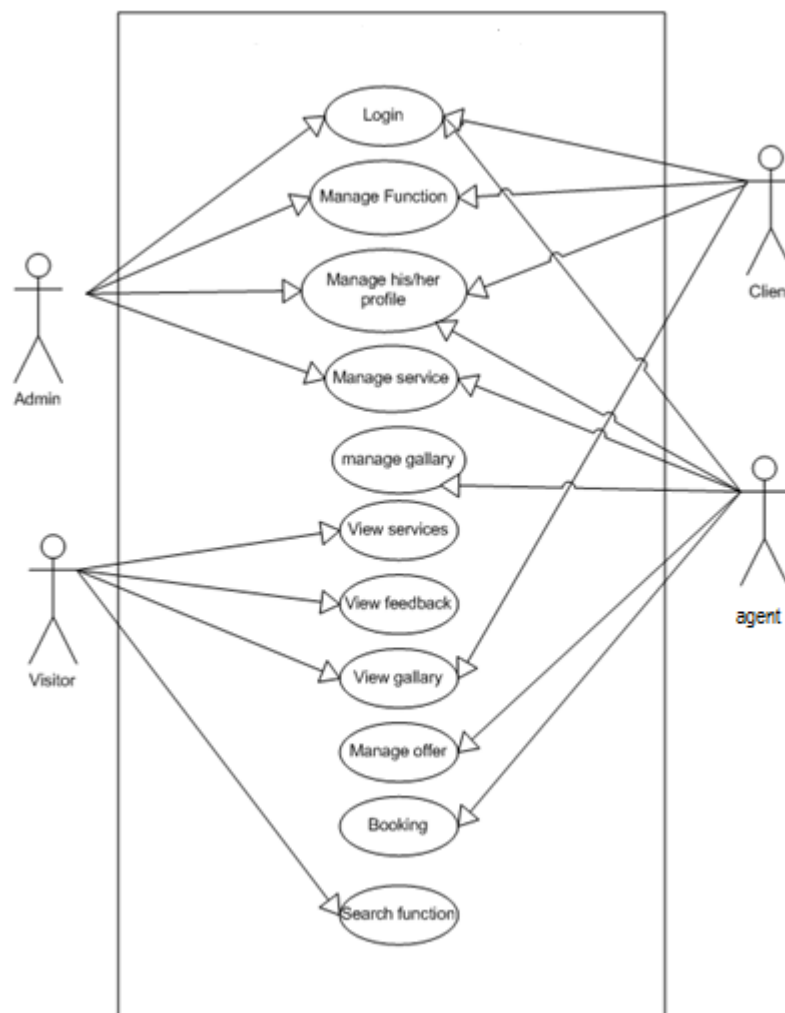 Login
Manage Function
Manage his/her
profile
Manage service
manage gallary
View services
View feedback
View gallary
Manage offer
Booking
Search function
Admin
Visitor
Clien
agent